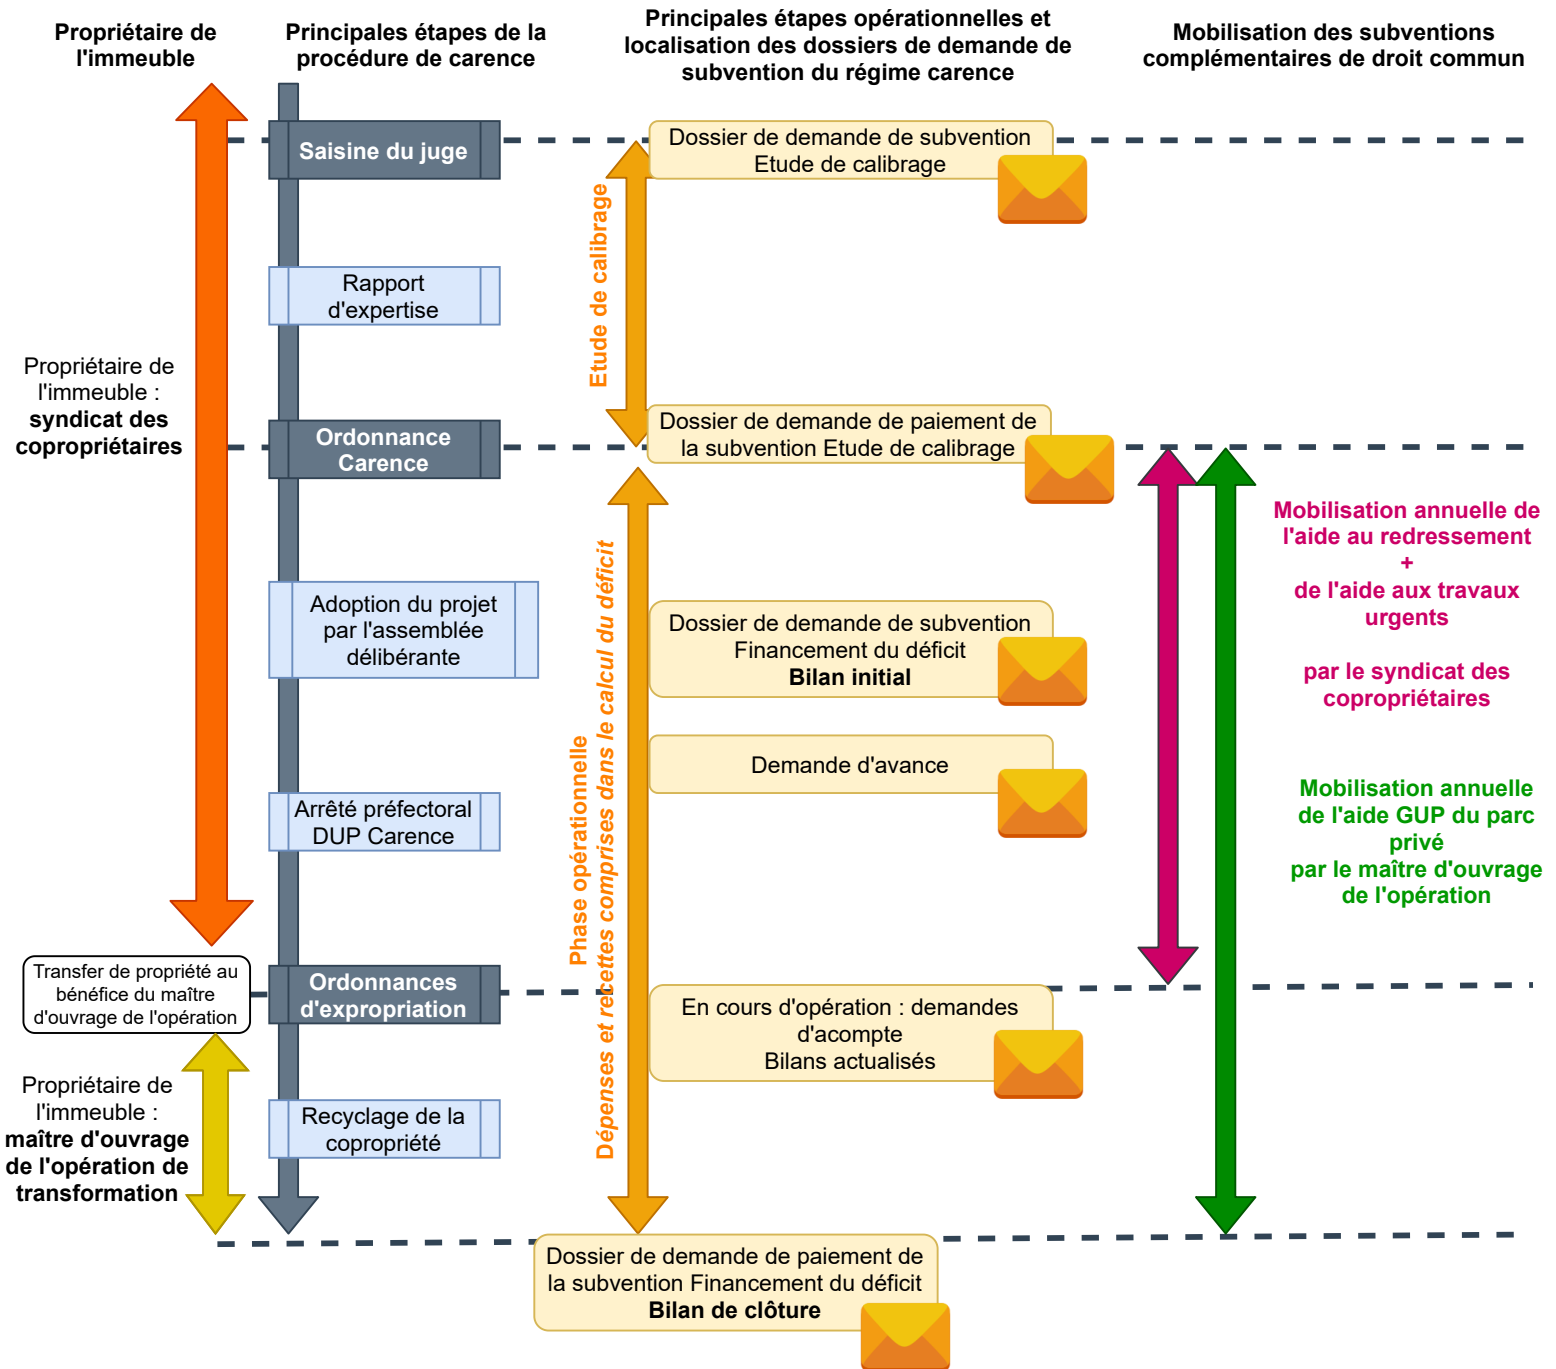 Propriétaire de
l'immeuble
Principales étapes de la
procédure de carence
Principales étapes opérationnelles et
localisation des dossiers de demande de
subvention du régime carence
Mobilisation des subventions
complémentaires de droit commun
Saisine du juge
Dossier de demande de subvention
Etude de calibrage
Etude de calibrage
Rapport
d'expertise
Propriétaire de
l'immeuble :
syndicat des
copropriétaires
Ordonnance
Carence
Dossier de demande de paiement de
la subvention Etude de calibrage
Mobilisation annuelle de
l'aide au redressement
+
de l'aide aux travaux
urgents
par le syndicat des
copropriétaires
Phase opérationnelle
Dépenses et recettes comprises dans le calcul du déficit
Adoption du projet
par l'assemblée
délibérante
Dossier de demande de subvention
Financement du déficit
Bilan initial
Demande d'avance
Arrêté préfectoral
DUP Carence
Mobilisation annuelle
de l'aide GUP du parc
privé
par le maître d'ouvrage
de l'opération
Transfer de propriété au
bénéfice du maître
d'ouvrage de l'opération
Ordonnances
d'expropriation
En cours d'opération : demandes
d'acompte
Bilans actualisés
Propriétaire de
l'immeuble :
maître d'ouvrage
de l'opération de
transformation
Recyclage de la
copropriété
Dossier de demande de paiement de
la subvention Financement du déficit
Bilan de clôture